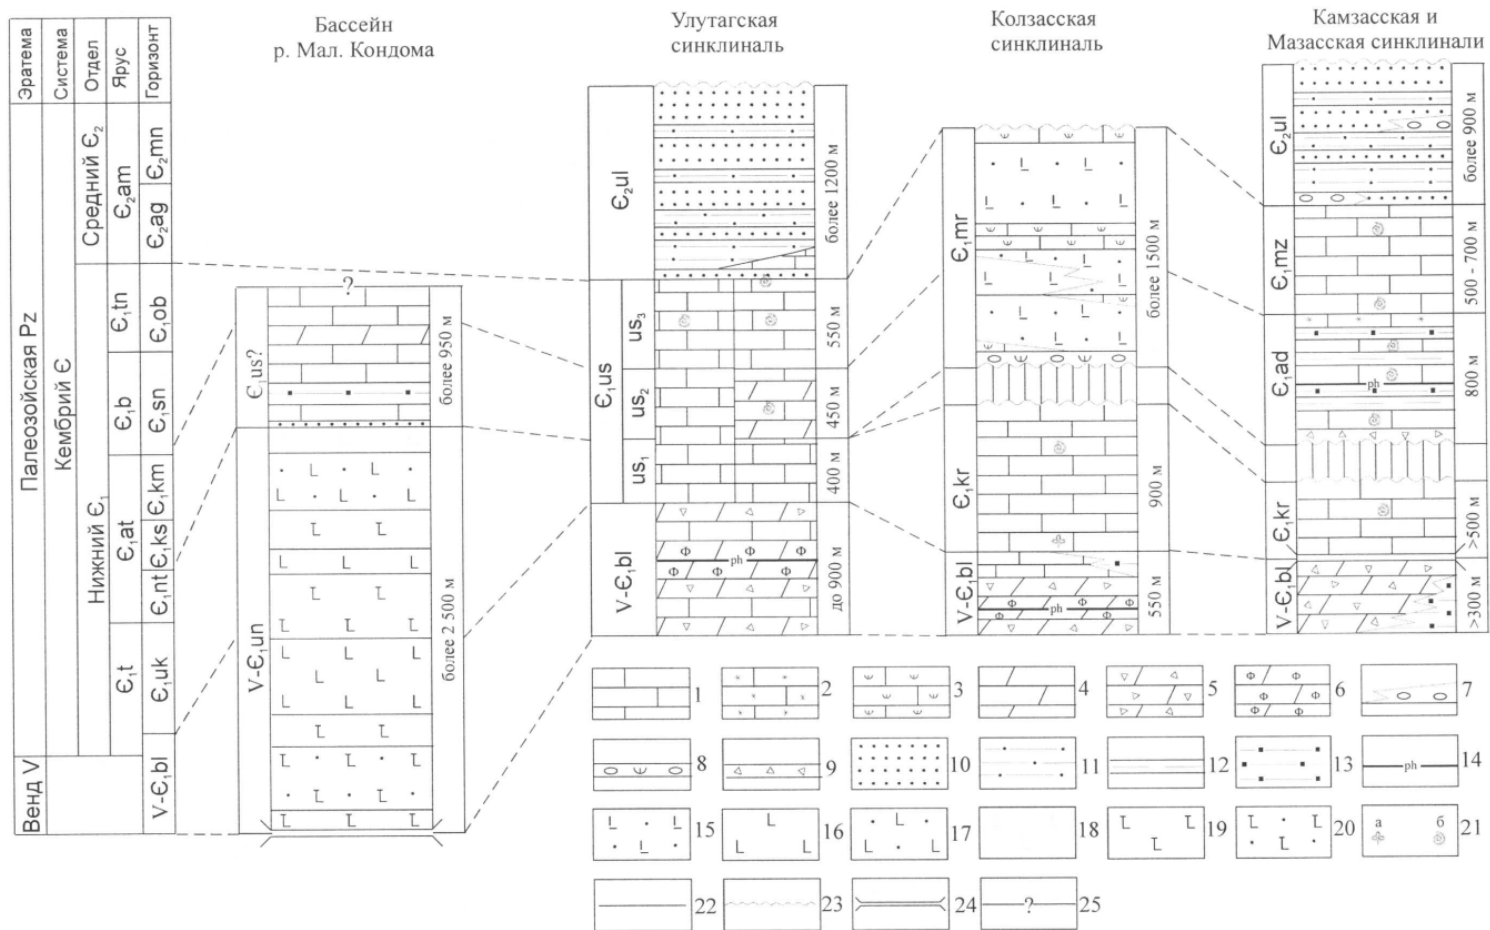 Эратема
Система
Отдел
Ярус
Горизонт
Палеозойская Pz
Венд V
Кембрий Є
Средний Є₂
Нижний Є₁
Є₂am
Є₁tn
Є₁b
Є₁at
Є₁t
Є₂mn
Є₂ag
Є₁ob
Є₁sn
Є₁km
Є₁ks
Є₁nt
Є₁uk
V-Є₁bl
Бассейн
р. Мал. Кондома
?
Є₁us?
более 950 м
V-Є₁un
более 2 500 м
Улутагская
синклиналь
Є₂ul
более 1200 м
Є₁us
us₃
550 м
us₂
450 м
us₁
400 м
V-Є₁bl
ph
до 900 м
Колзасская
синклиналь
Є₁mr
более 1500 м
Є₁kr
900 м
V-Є₁bl
ph
550 м
Камзасская и
Мазасская синклинали
Є₂ul
более 900 м
Є₁mz
500 - 700 м
Є₁ad
ph
800 м
Є₁kr
>500 м
V-Є₁bl
>300 м
1 2 3 4 5 6 7
8 9 10 11 12 13 ph 14
15 16 17 18 19 20 а б 21
22 23 24 ? 25